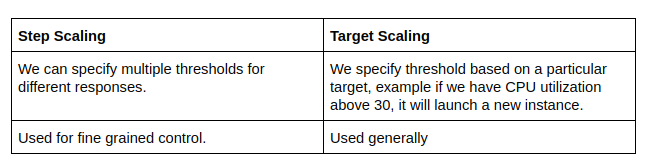 Step Scaling
Target Scaling
We can specify multiple thresholds for
different responses.
We specify threshold based on a particular
target, example if we have CPU utilization
above 30, it will launch a new instance.
Used for fine grained control.
Used generally